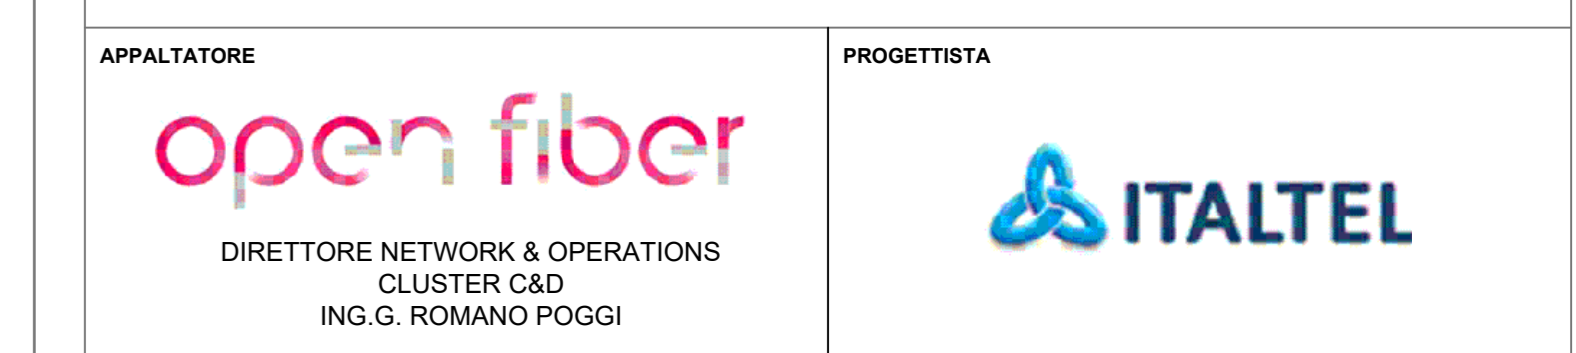 APPALTATORE
open fiber
DIRETTORE NETWORK & OPERATIONS
CLUSTER C&D
ING.G. ROMANO POGGI
PROGETTISTA
ITALTEL